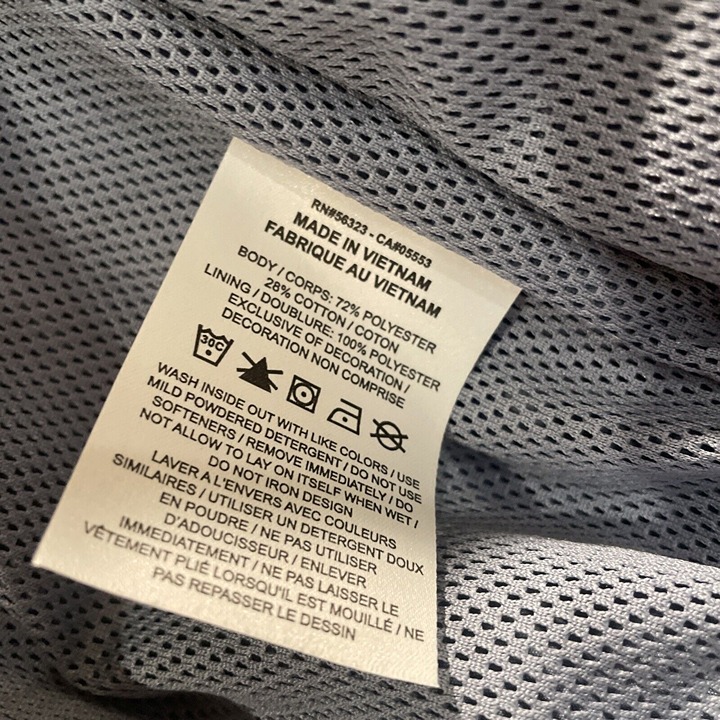 RN#56323 - CA#05553
MADE IN VIETNAM
FABRIQUE AU VIETNAM
BODY / CORPS: 72% POLYESTER
28% COTTON / COTON
LINING / DOUBLURE: 100% POLYESTER
EXCLUSIVE OF DECORATION /
DECORATION NON COMPRISE
30C
WASH INSIDE OUT WITH LIKE COLORS / USE
MILD POWDERED DETERGENT / DO NOT USE
SOFTENERS / REMOVE IMMEDIATELY / DO
NOT ALLOW TO LAY ON ITSELF WHEN WET /
DO NOT IRON DESIGN
LAVER A L'ENVERS AVEC COULEURS
SIMILAIRES / UTILISER UN DETERGENT DOUX
EN POUDRE / NE PAS UTILISER
D'ADOUCISSEUR / ENLEVER
IMMEDIATEMENT / NE PAS LAISSER LE
VÊTEMENT PLIÉ LORSQU'IL EST MOUILLÉ / NE
PAS REPASSER LE DESSIN